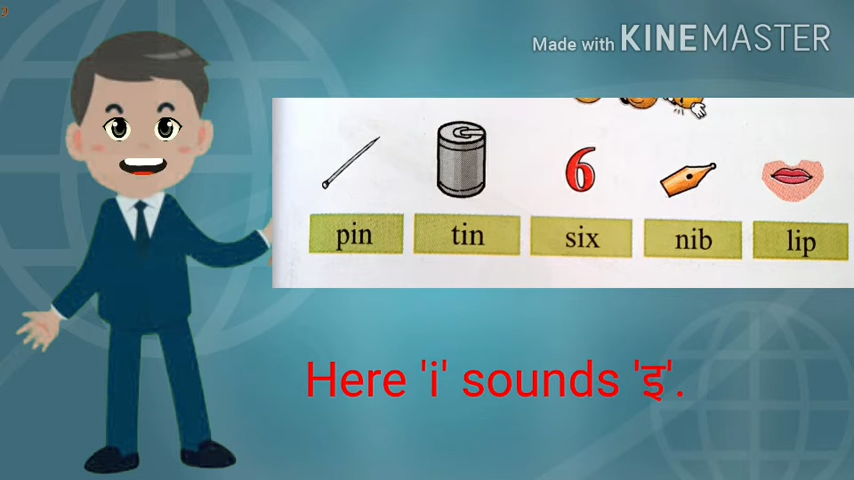 Made with KINEMASTER
6
pin tin six nib lip
Here 'i' sounds 'इ'.